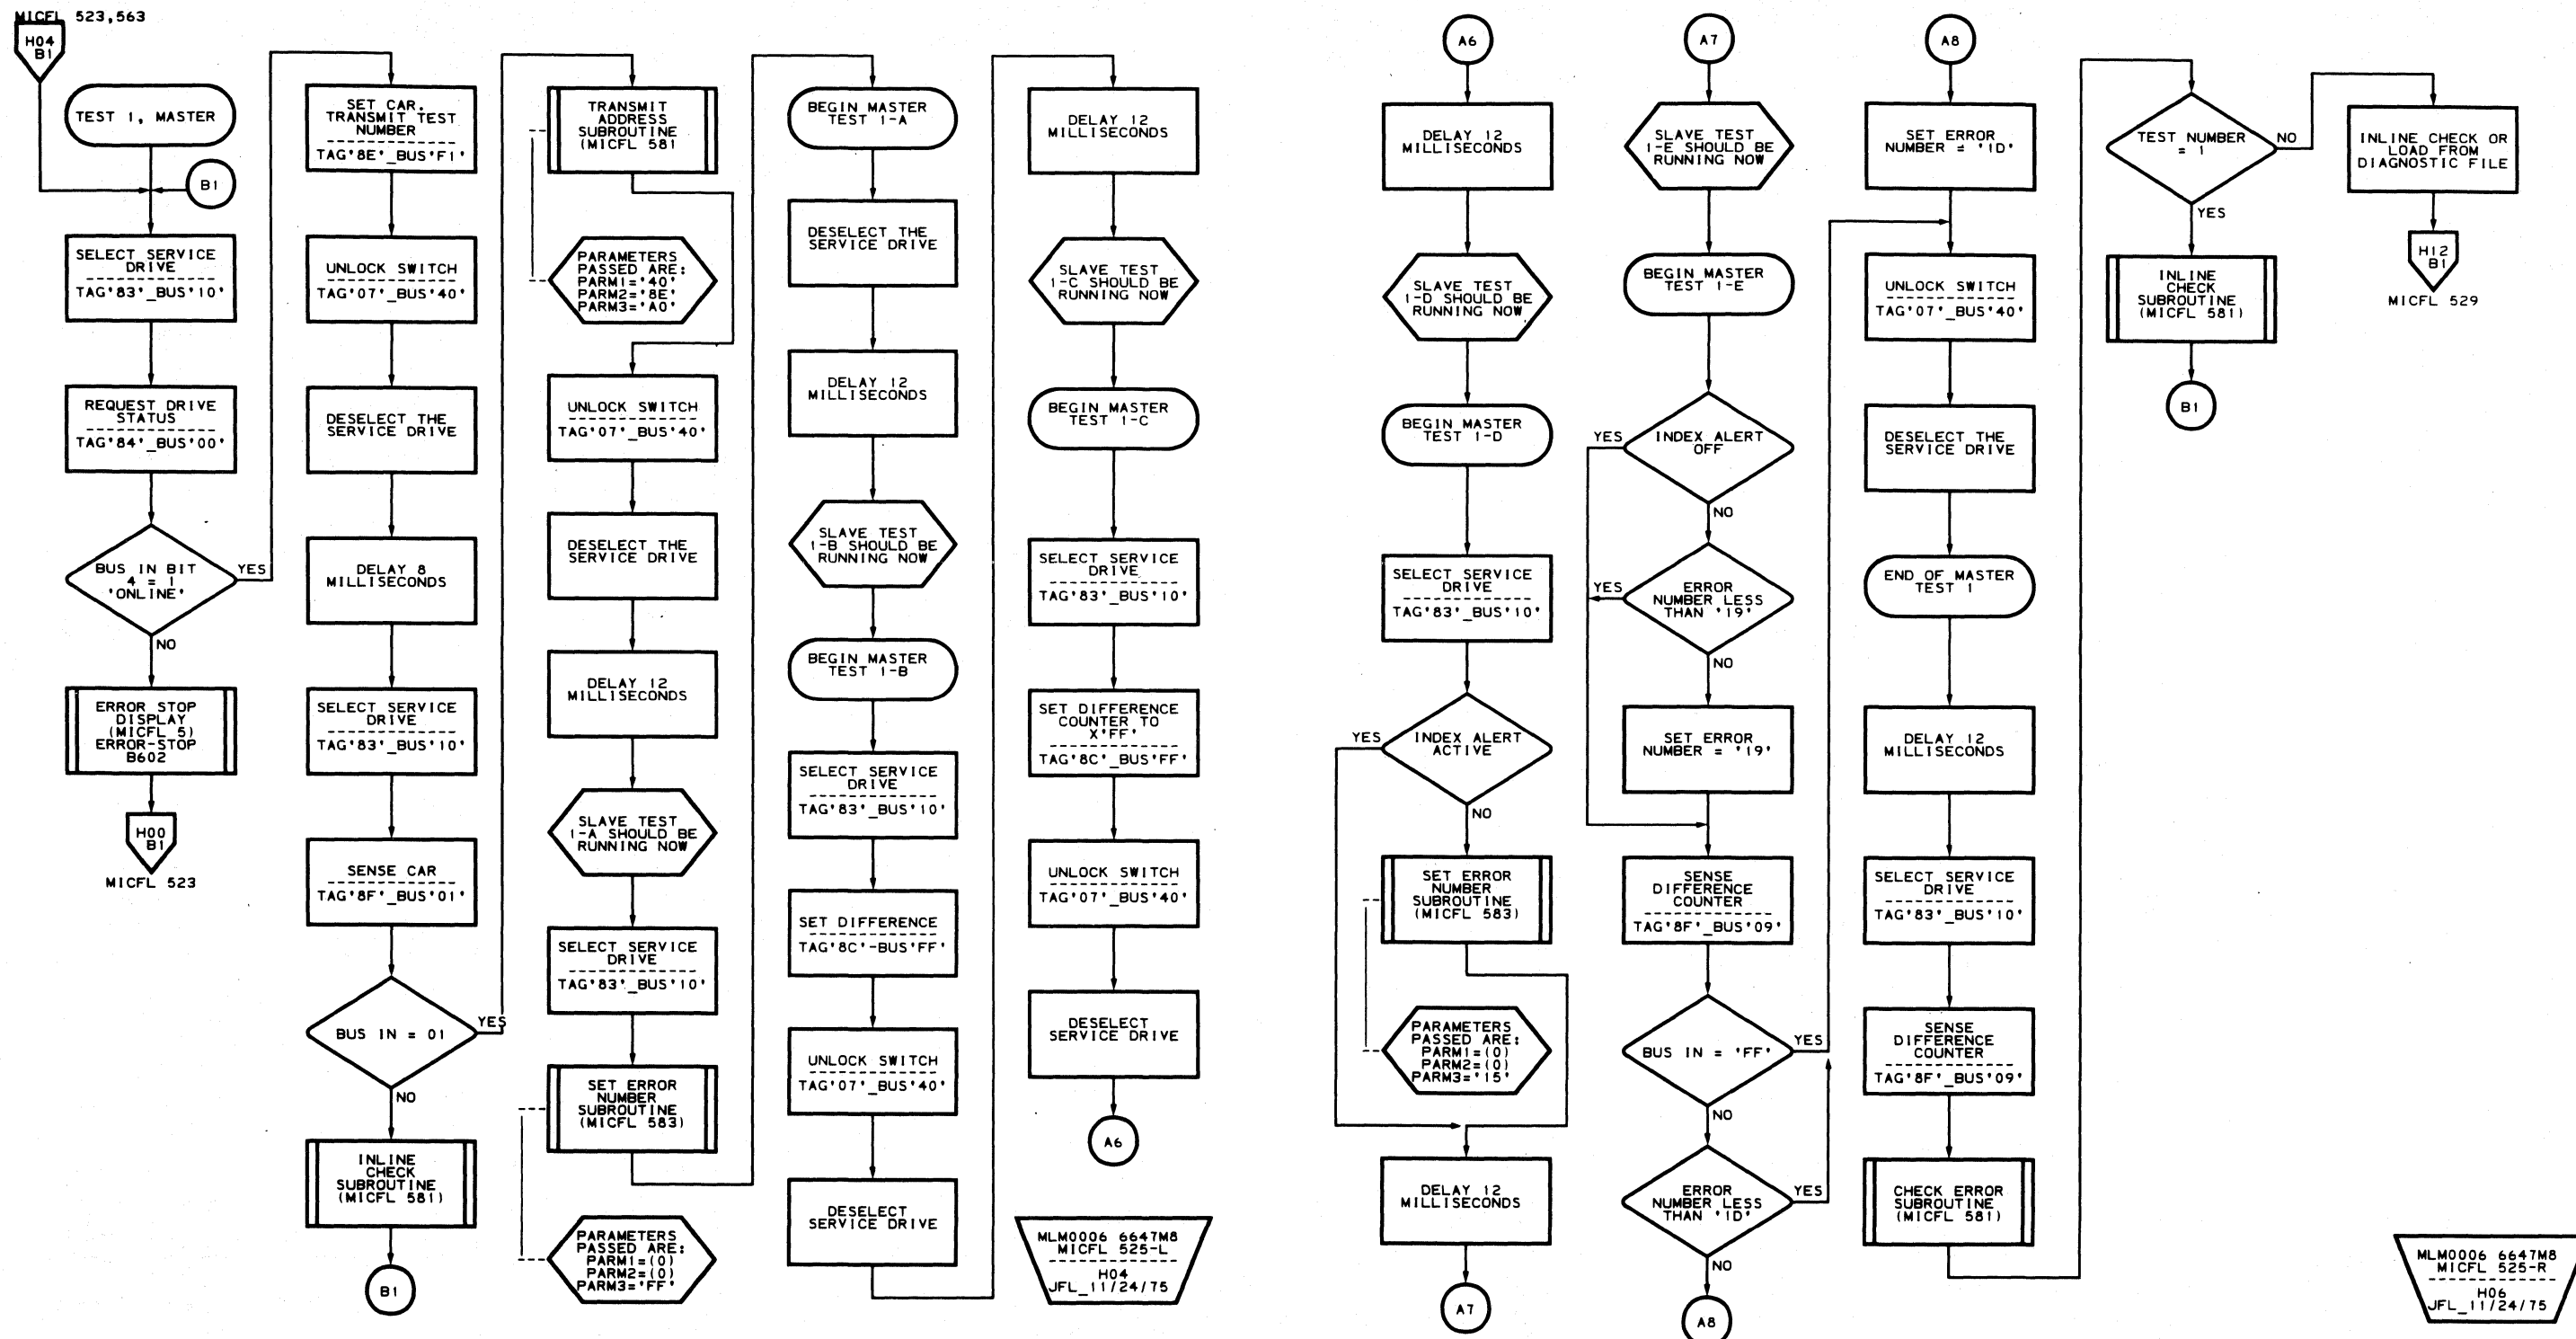 MICFL 523,563
H04
B1
TEST 1, MASTER
B1
SELECT SERVICE
DRIVE
TAG'83'_BUS'10'
REQUEST DRIVE
STATUS
TAG'84'_BUS'00'
BUS IN BIT
4 = 1
'ONLINE'
YES
NO
ERROR STOP
DISPLAY
(MICFL 5)
ERROR-STOP
B602
H00
B1
MICFL 523
SET CAR.
TRANSMIT TEST
NUMBER
TAG'8E'_BUS'F1'
UNLOCK SWITCH
TAG'07'_BUS'40'
DESELECT THE
SERVICE DRIVE
DELAY 8
MILLISECONDS
SELECT SERVICE
DRIVE
TAG'83'_BUS'10'
SENSE CAR
TAG'8F'_BUS'01'
BUS IN = 01
YES
NO
INLINE
CHECK
SUBROUTINE
(MICFL 581)
B1
TRANSMIT
ADDRESS
SUBROUTINE
(MICFL 581
PARAMETERS
PASSED ARE:
PARM1='40'
PARM2='8E'
PARM3='A0'
UNLOCK SWITCH
TAG'07'_BUS'40'
DESELECT THE
SERVICE DRIVE
DELAY 12
MILLISECONDS
SLAVE TEST
1-A SHOULD BE
RUNNING NOW
SELECT SERVICE
DRIVE
TAG'83'_BUS'10'
SET ERROR
NUMBER
SUBROUTINE
(MICFL 583)
PARAMETERS
PASSED ARE:
PARM1=(0)
PARM2=(0)
PARM3='FF'
BEGIN MASTER
TEST 1-A
DESELECT THE
SERVICE DRIVE
DELAY 12
MILLISECONDS
SLAVE TEST
1-B SHOULD BE
RUNNING NOW
BEGIN MASTER
TEST 1-B
SELECT SERVICE
DRIVE
TAG'83'_BUS'10'
SET DIFFERENCE
TAG'8C'-BUS'FF'
UNLOCK SWITCH
TAG'07'_BUS'40'
DESELECT
SERVICE DRIVE
DELAY 12
MILLISECONDS
SLAVE TEST
1-C SHOULD BE
RUNNING NOW
BEGIN MASTER
TEST 1-C
SELECT SERVICE
DRIVE
TAG'83'_BUS'10'
SET DIFFERENCE
COUNTER TO
X'FF'
TAG'8C'_BUS'FF'
UNLOCK SWITCH
TAG'07'_BUS'40'
DESELECT
SERVICE DRIVE
A6
MLM0006 6647M8
MICFL 525-L
H04
JFL_11/24/75
A6
DELAY 12
MILLISECONDS
SLAVE TEST
1-D SHOULD BE
RUNNING NOW
BEGIN MASTER
TEST 1-D
SELECT SERVICE
DRIVE
TAG'83'_BUS'10'
INDEX ALERT
ACTIVE
YES
NO
SET ERROR
NUMBER
SUBROUTINE
(MICFL 583)
PARAMETERS
PASSED ARE:
PARM1=(0)
PARM2=(0)
PARM3='15'
DELAY 12
MILLISECONDS
A7
A7
SLAVE TEST
1-E SHOULD BE
RUNNING NOW
BEGIN MASTER
TEST 1-E
INDEX ALERT
OFF
YES
NO
ERROR
NUMBER LESS
THAN '19'
YES
NO
SET ERROR
NUMBER = '19'
SENSE
DIFFERENCE
COUNTER
TAG'8F'_BUS'09'
BUS IN = 'FF'
YES
NO
ERROR
NUMBER LESS
THAN '1D'
YES
NO
A8
A8
SET ERROR
NUMBER = '1D'
UNLOCK SWITCH
TAG'07'_BUS'40'
DESELECT THE
SERVICE DRIVE
END OF MASTER
TEST 1
DELAY 12
MILLISECONDS
SELECT SERVICE
DRIVE
TAG'83'_BUS'10'
SENSE
DIFFERENCE
COUNTER
TAG'8F'_BUS'09'
CHECK ERROR
SUBROUTINE
(MICFL 581)
TEST NUMBER
= 1
NO
YES
INLINE
CHECK
SUBROUTINE
(MICFL 581)
B1
INLINE CHECK OR
LOAD FROM
DIAGNOSTIC FILE
H12
B1
MICFL 529
MLM0006 6647M8
MICFL 525-R
H06
JFL_11/24/75